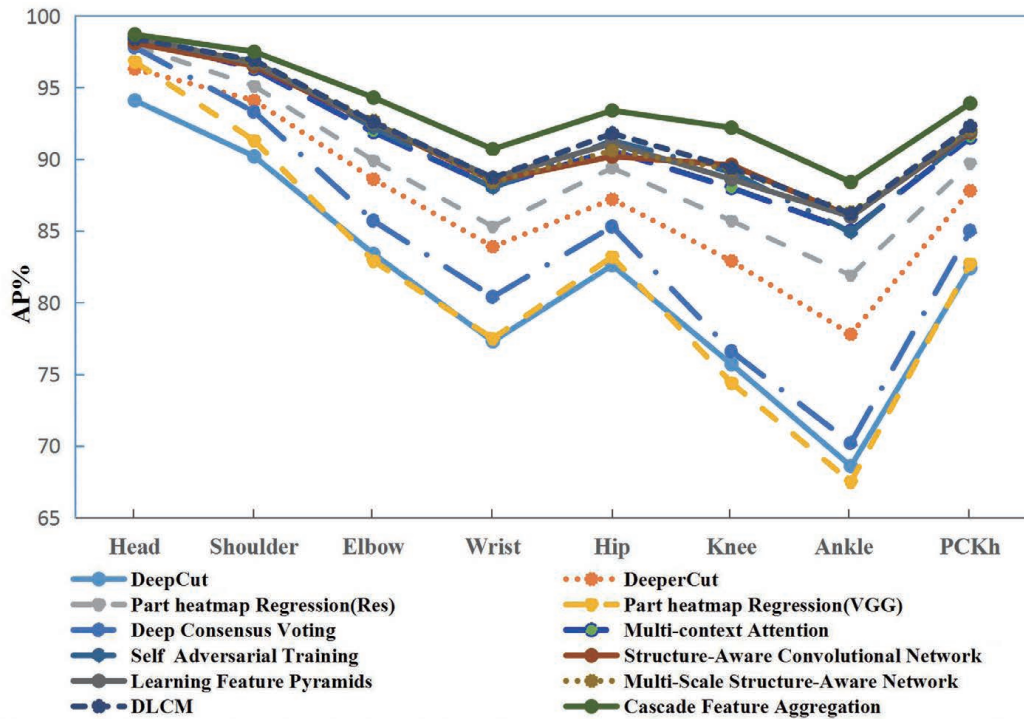 100
95
90
85
80
75
70
65
AP%
Head Shoulder Elbow Wrist Hip Knee Ankle PCKh
DeepCut DeeperCut
Part heatmap Regression(Res) Part heatmap Regression(VGG)
Deep Consensus Voting Multi-context Attention
Self Adversarial Training Structure-Aware Convolutional Network
Learning Feature Pyramids Multi-Scale Structure-Aware Network
DLCM Cascade Feature Aggregation